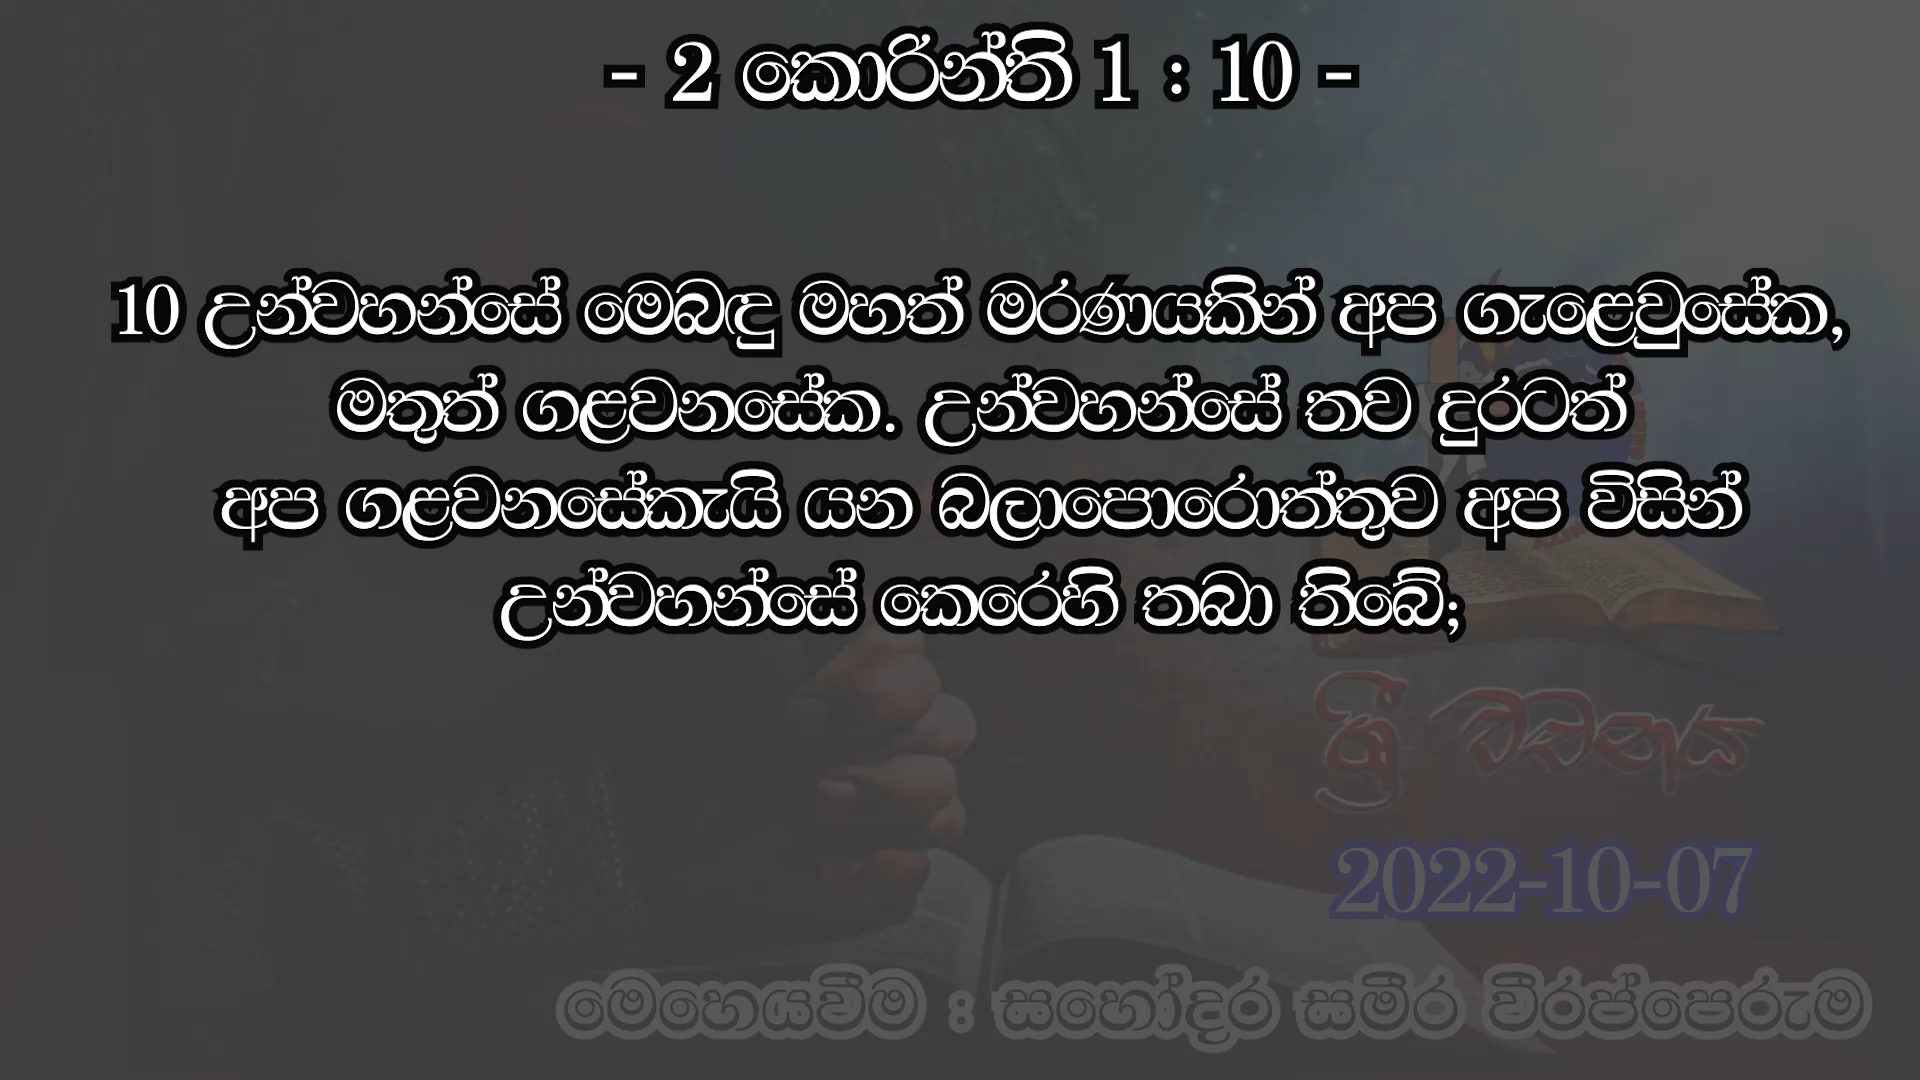 - 2 කොරින්ති 1 : 10 -
10 උන්වහන්සේ මෙබඳු මහත් මරණයකින් අප ගැළෙවුසේක,
මතුත් ගළවනසේක. උන්වහන්සේ තව දුරටත්
අප ගළවනසේකැයි යන බලාපොරොත්තුව අප විසින්
උන්වහන්සේ කෙරෙහි තබා තිබේ;
ශ්‍රී වචනය
2022-10-07
මෙහෙයවීම : සහෝදර සමීර වීරප්පෙරුම